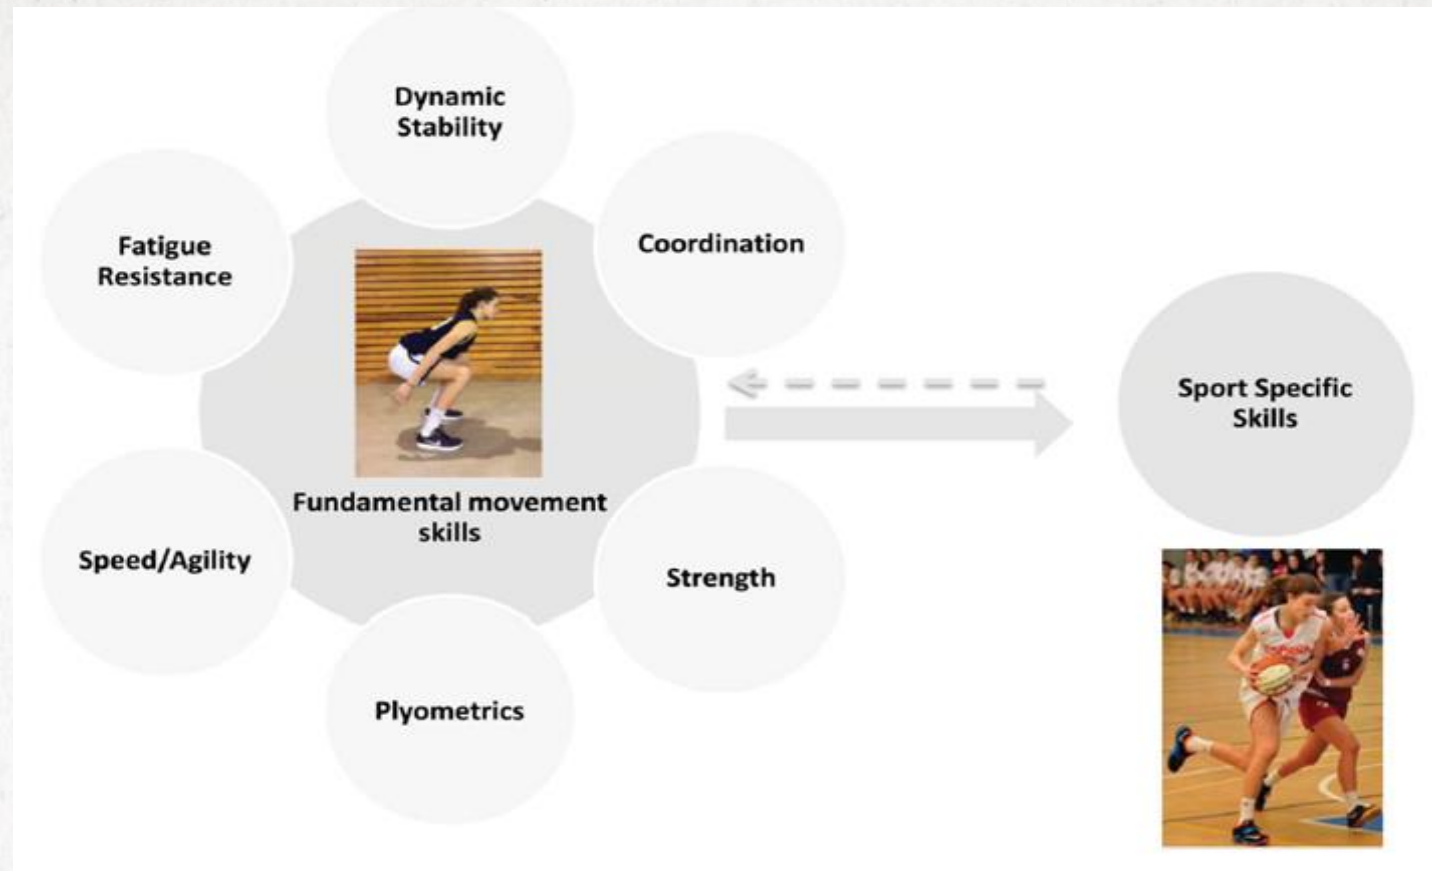 Dynamic
Stability
Fatigue
Resistance
Coordination
Fundamental movement
skills
Speed/Agility
Strength
Plyometrics
Sport Specific
Skills